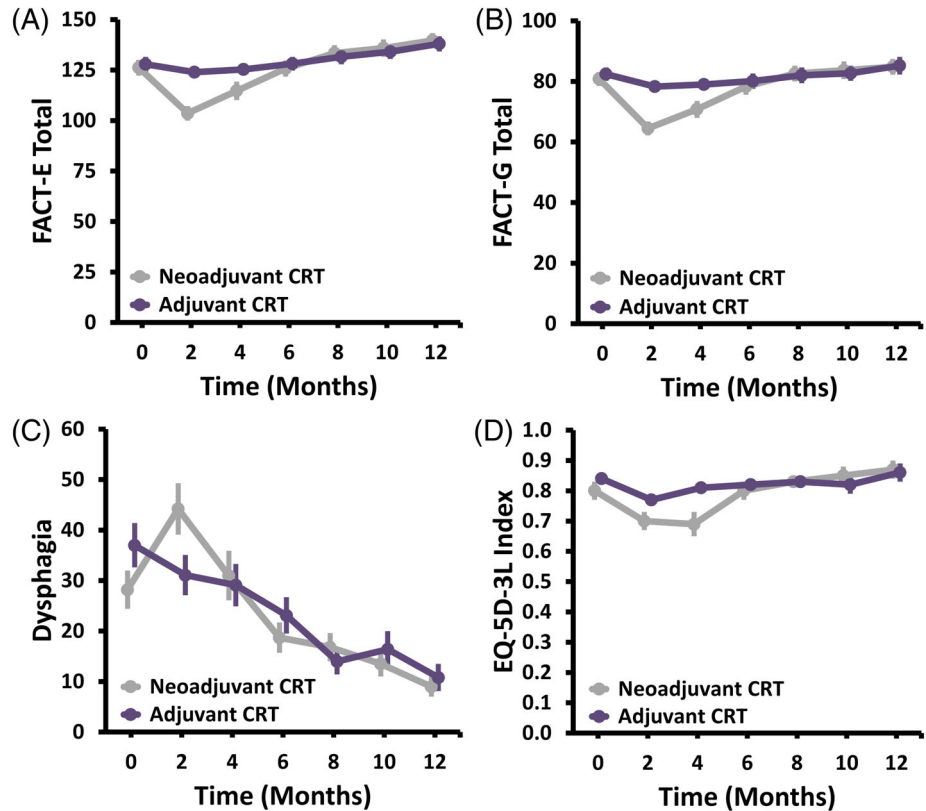 (A)
FACT-E Total
150
125
100
75
50
25
0
Neoadjuvant CRT
Adjuvant CRT
0 2 4 6 8 10 12
Time (Months)
(B)
FACT-G Total
100
80
60
40
20
0
Neoadjuvant CRT
Adjuvant CRT
0 2 4 6 8 10 12
Time (Months)
(C)
Dysphagia
60
50
40
30
20
10
0
Neoadjuvant CRT
Adjuvant CRT
0 2 4 6 8 10 12
Time (Months)
(D)
EQ-5D-3L Index
1.0
0.9
0.8
0.7
0.6
0.5
0.4
0.3
0.2
0.1
0.0
Neoadjuvant CRT
Adjuvant CRT
0 2 4 6 8 10 12
Time (Months)